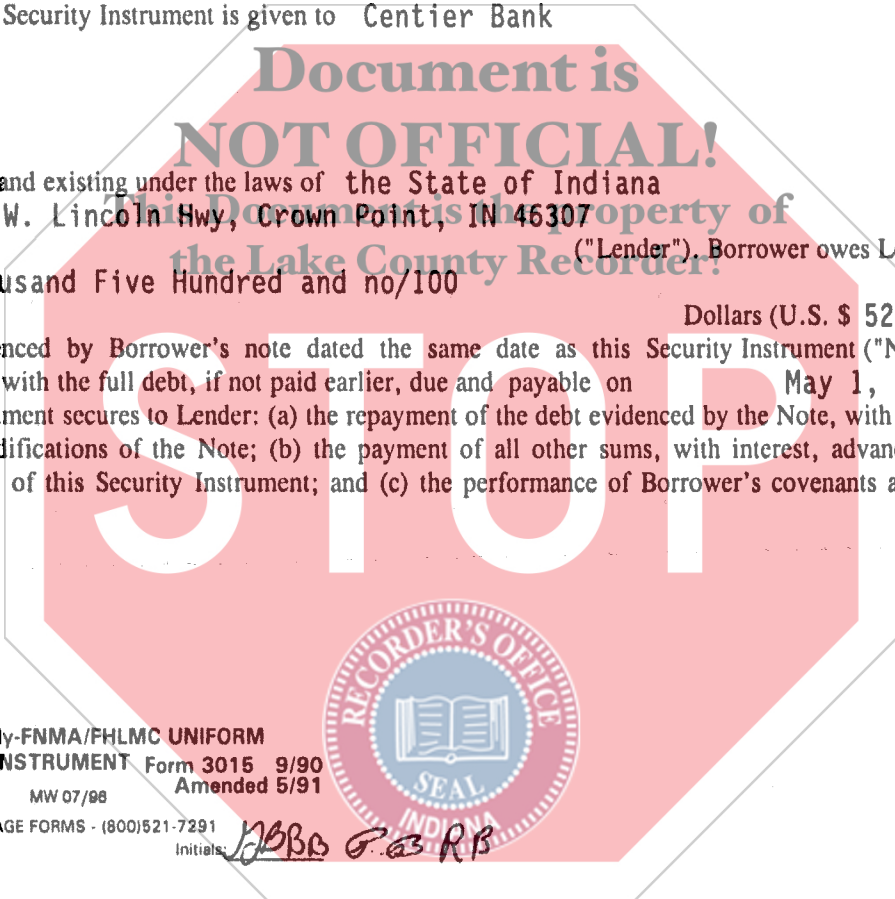 Security Instrument is given to Centier Bank
Document is
NOT OFFICIAL!
and existing under the laws of the State of Indiana
W. Lincoln Hwy, Crown Point, IN 46307
This Document is the property of
("Lender"). Borrower owes L
the Lake County Recorder!
usand Five Hundred and no/100
Dollars (U.S. $ 52
nced by Borrower's note dated the same date as this Security Instrument ("N
with the full debt, if not paid earlier, due and payable on May 1,
ment secures to Lender: (a) the repayment of the debt evidenced by the Note, with
difications of the Note; (b) the payment of all other sums, with interest, advan
of this Security Instrument; and (c) the performance of Borrower's covenants a
STOP
RECORDER'S OFFICE
SEAL
INDIANA
ly-FNMA/FHLMC UNIFORM
NSTRUMENT Form 3015 9/90
Amended 5/91
MW 07/96
GE FORMS - (800)521-7291
Initials: